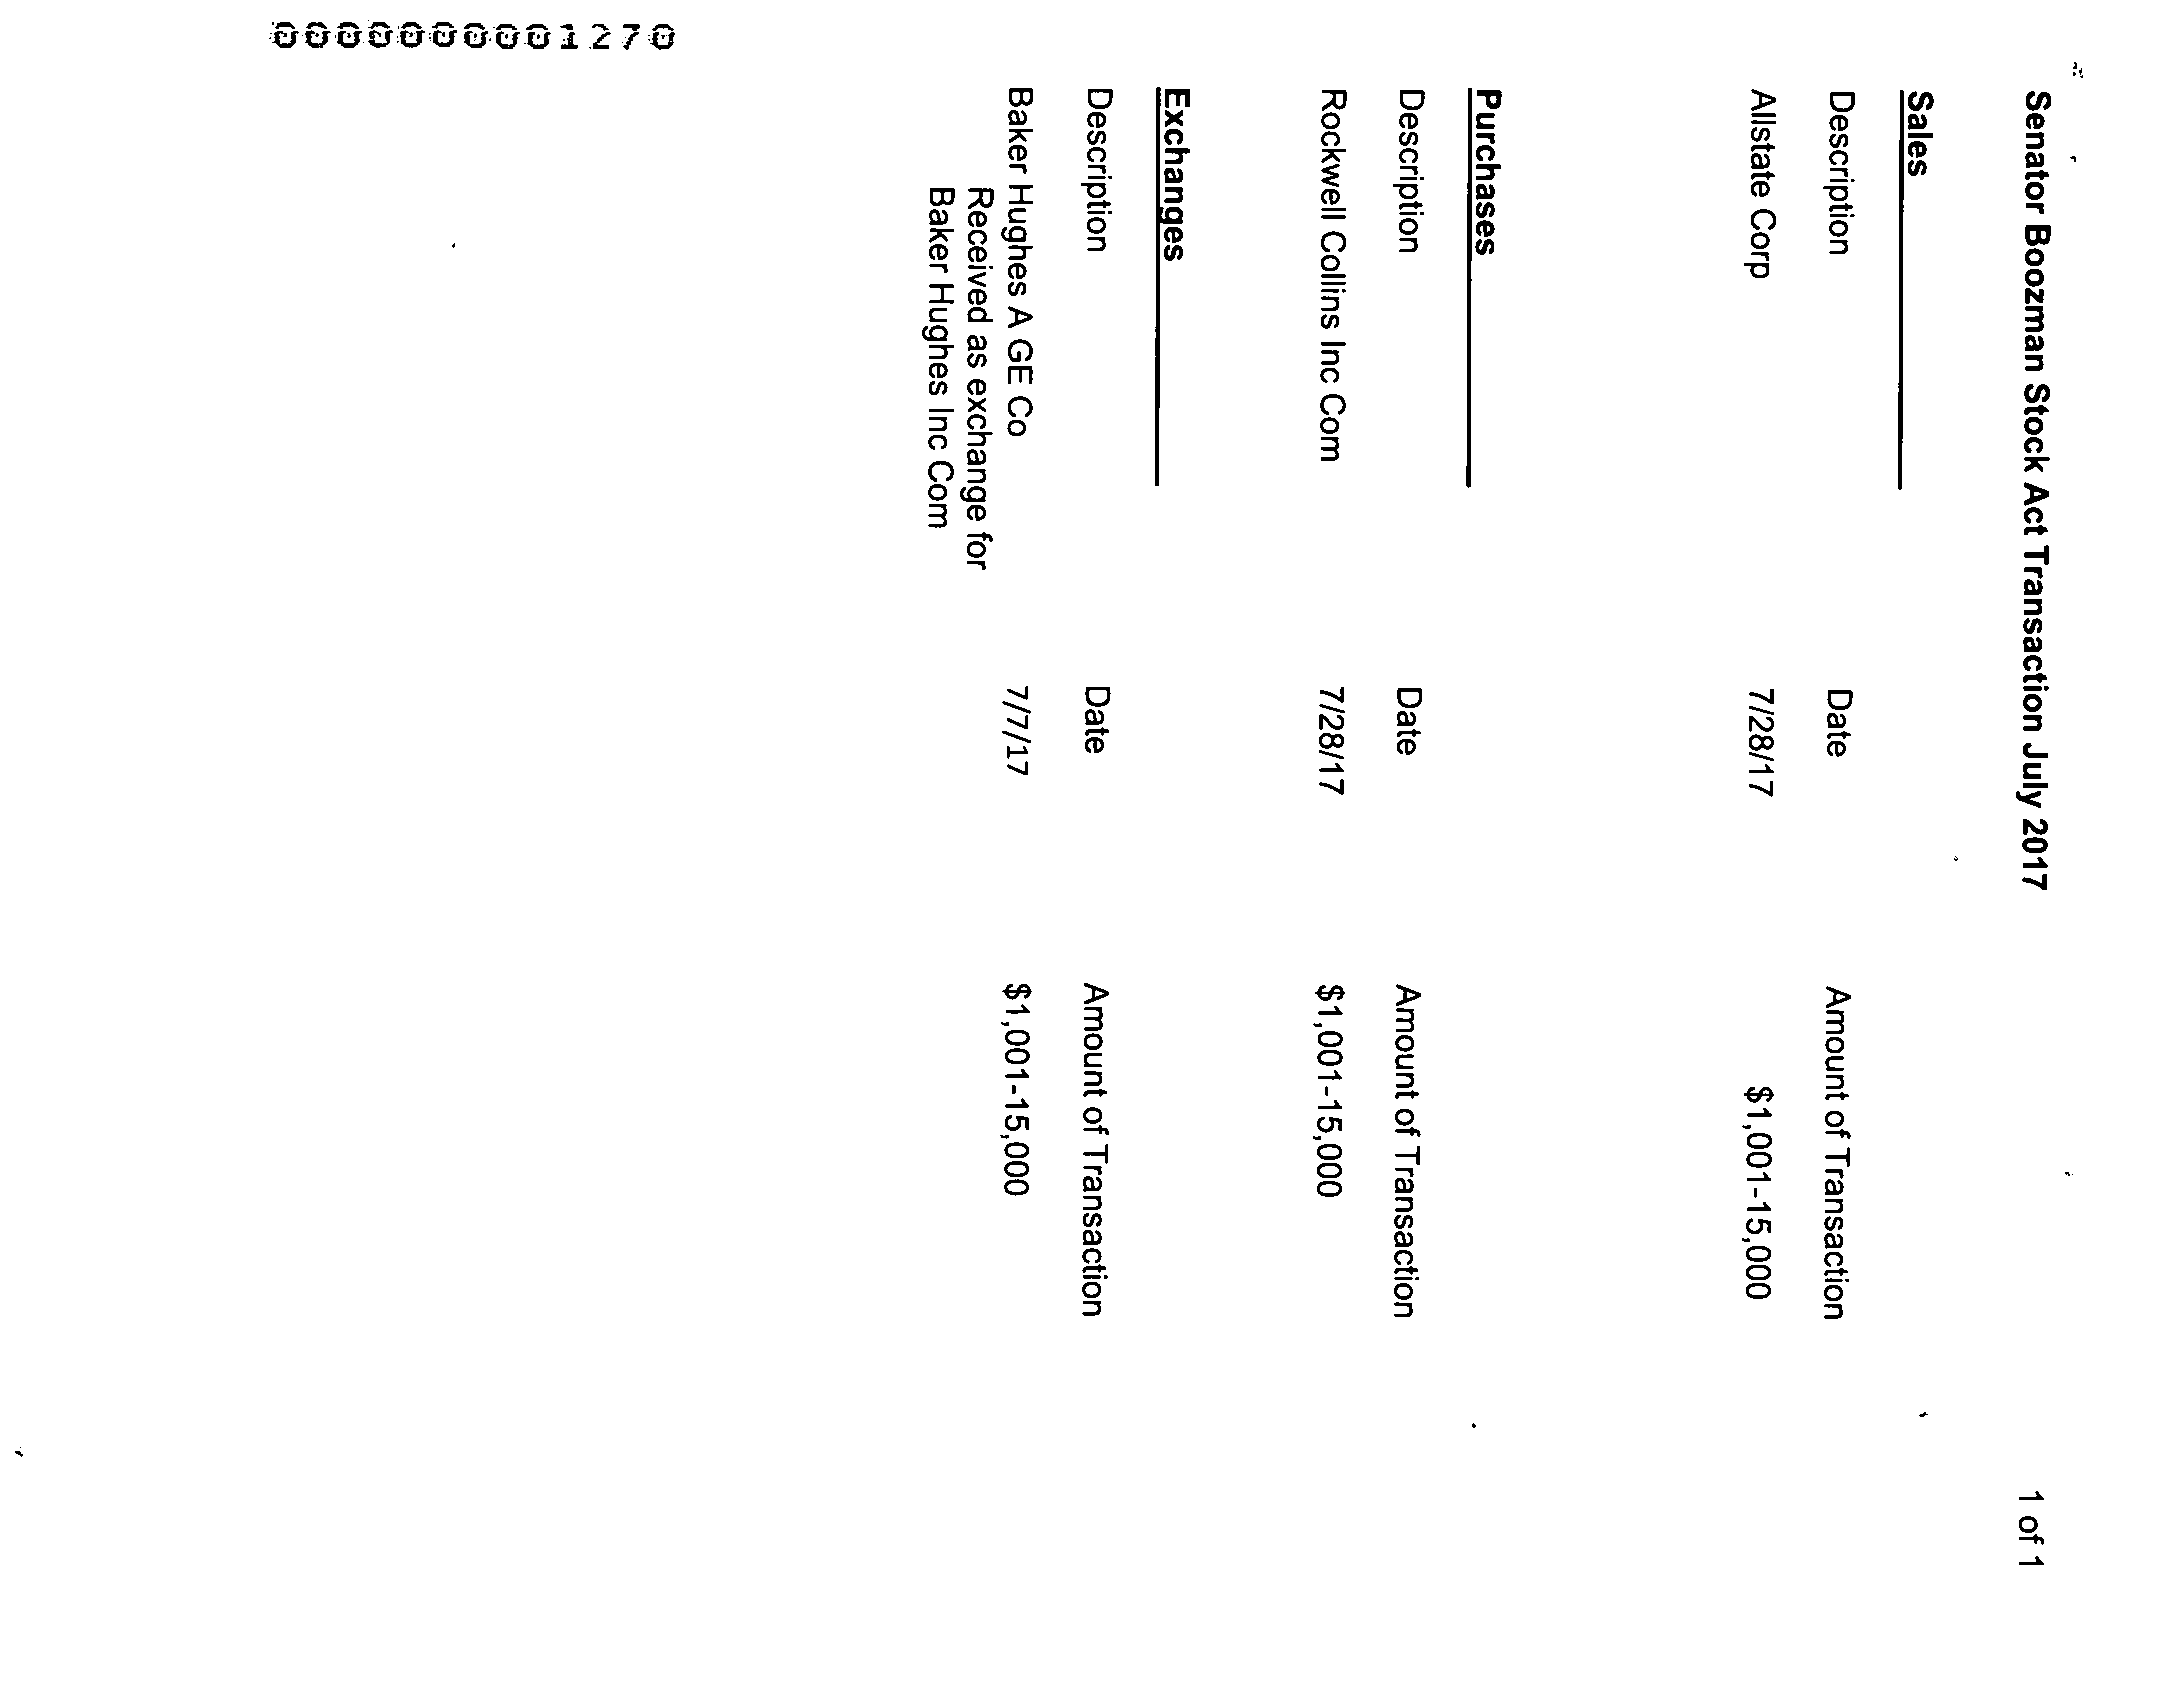 Senator Boozman Stock Act Transaction July 2017 1 of 1
Sales
Description Date Amount of Transaction
Allstate Corp 7/28/17 $1,001-15,000
Purchases
Description Date Amount of Transaction
Rockwell Collins Inc Com 7/28/17 $1,001-15,000
Exchanges
Description Date Amount of Transaction
Baker Hughes A GE Co 7/7/17 $1,001-15,000
Received as exchange for
Baker Hughes Inc Com
0000000001270